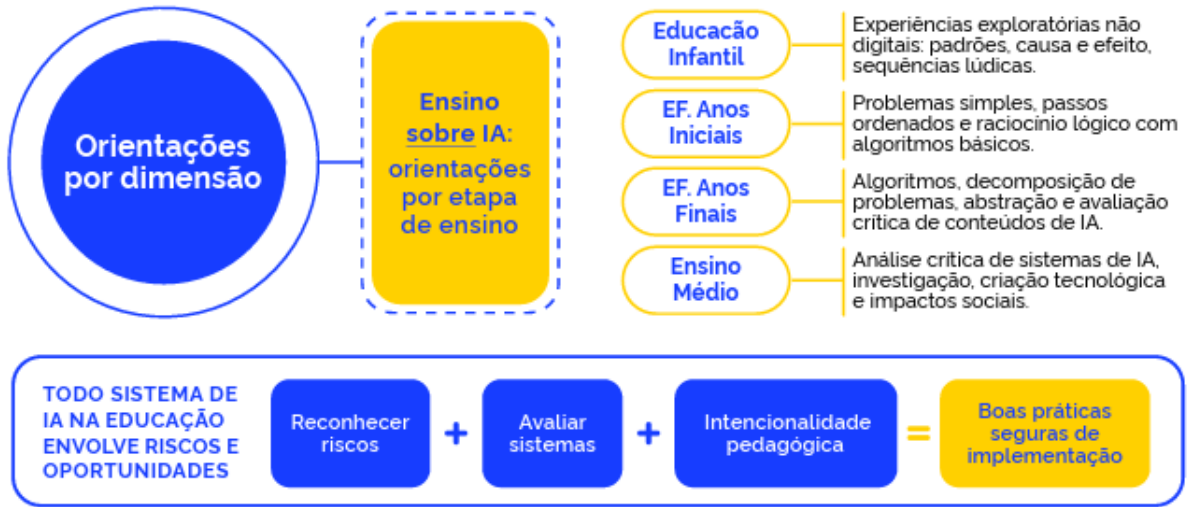 Orientações
por dimensão
Ensino
sobre IA:
orientações
por etapa
de ensino
Educacão
Infantil
Experiências exploratórias não
digitais: padrões, causa e efeito,
sequências lúdicas.
EF. Anos
Iniciais
Problemas simples, passos
ordenados e raciocínio lógico com
algoritmos básicos.
EF. Anos
Finais
Algoritmos, decomposição de
problemas, abstração e avaliação
crítica de conteúdos de IA.
Ensino
Médio
Análise crítica de sistemas de IA,
investigação, criação tecnológica
e impactos sociais.
TODO SISTEMA DE
IA NA EDUCAÇÃO
ENVOLVE RISCOS E
OPORTUNIDADES
Reconhecer
riscos
+
Avaliar
sistemas
+
Intencionalidade
pedagógica
=
Boas práticas
seguras de
implementação